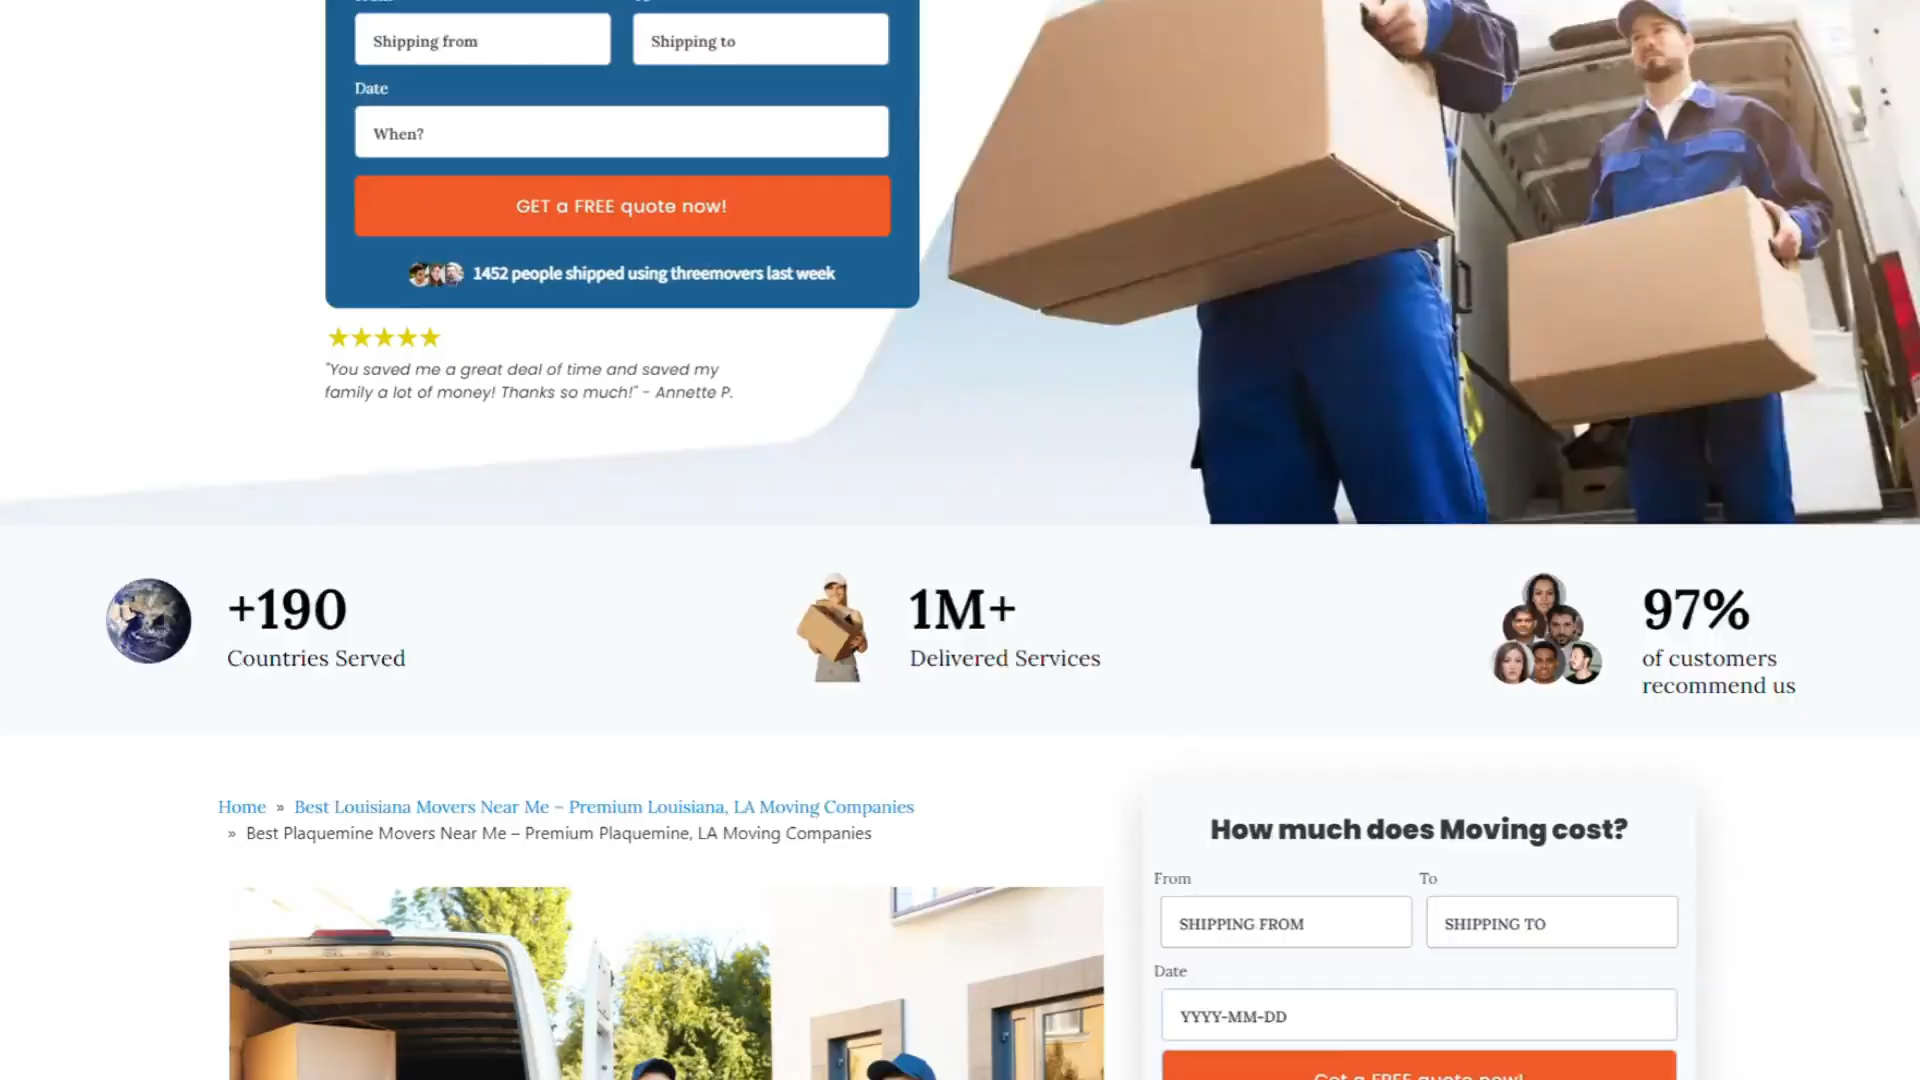 Shipping from
Shipping to
Date
When?
GET a FREE quote now!
1452 people shipped using threemovers last week
"You saved me a great deal of time and saved my
family a lot of money! Thanks so much!" - Annette P.
+190
Countries Served
1M+
Delivered Services
97%
of customers
recommend us
Home » Best Louisiana Movers Near Me – Premium Louisiana, LA Moving Companies
» Best Plaquemine Movers Near Me – Premium Plaquemine, LA Moving Companies
How much does Moving cost?
From
To
SHIPPING FROM
SHIPPING TO
Date
YYYY-MM-DD
Get a FREE quote now!